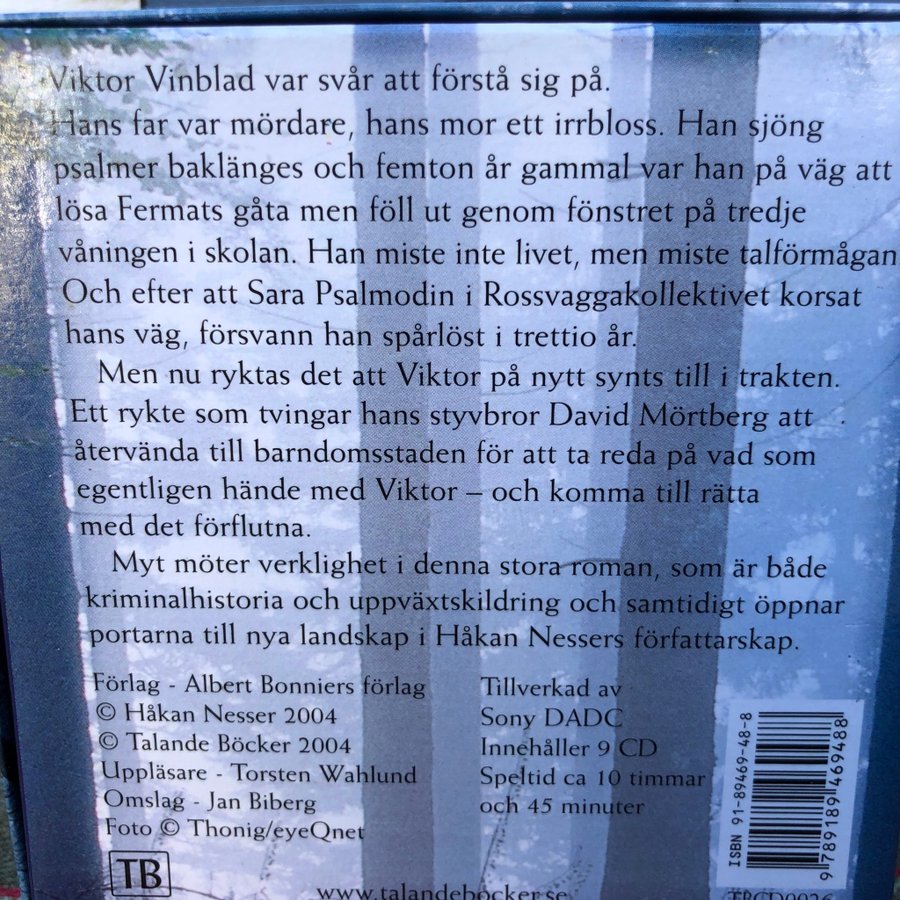 Viktor Vinblad var svår att förstå sig på.
Hans far var mördare, hans mor ett irrbloss. Han sjöng
psalmer baklänges och femton år gammal var han på väg att
lösa Fermats gåta men föll ut genom fönstret på tredje
våningen i skolan. Han miste inte livet, men miste talförmågan
Och efter att Sara Psalmodin i Rossvaggakollektivet korsat
hans väg, försvann han spårlöst i trettio år.
Men nu ryktas det att Viktor på nytt synts till i trakten.
Ett rykte som tvingar hans styvbror David Mörtberg att
återvända till barndomsstaden för att ta reda på vad som
egentligen hände med Viktor – och komma till rätta
med det förflutna.
Myt möter verklighet i denna stora roman, som är både
kriminalhistoria och uppväxtskildring och samtidigt öppnar
portarna till nya landskap i Håkan Nessers författarskap.
Förlag - Albert Bonniers förlag
© Håkan Nesser 2004
© Talande Böcker 2004
Uppläsare - Torsten Wahlund
Omslag - Jan Biberg
Foto © Thonig/eyeQnet
TB
Tillverkad av
Sony DADC
Innehåller 9 CD
Speltid ca 10 timmar
och 45 minuter
ISBN 91-89469-48-8
9789189469488
www.talandebocker.se
TBCD0026